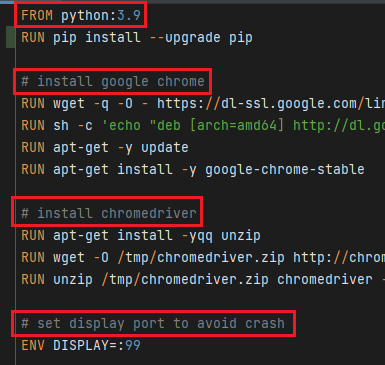 FROM python:3.9
RUN pip install --upgrade pip
# install google chrome
RUN wget -q -O - https://dl-ssl.google.com/lin
RUN sh -c 'echo "deb [arch=amd64] http://dl.go
RUN apt-get -y update
RUN apt-get install -y google-chrome-stable
# install chromedriver
RUN apt-get install -yqq unzip
RUN wget -O /tmp/chromedriver.zip http://chrom
RUN unzip /tmp/chromedriver.zip chromedriver -
# set display port to avoid crash
ENV DISPLAY=:99